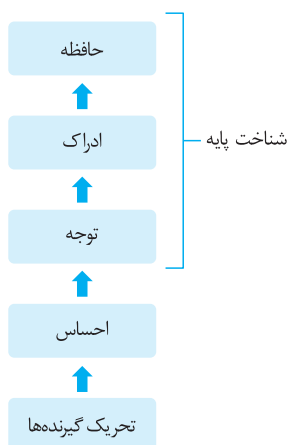 حافظه
ادراک
شناخت پایه
توجه
احساس
تحریک گیرنده‌ها